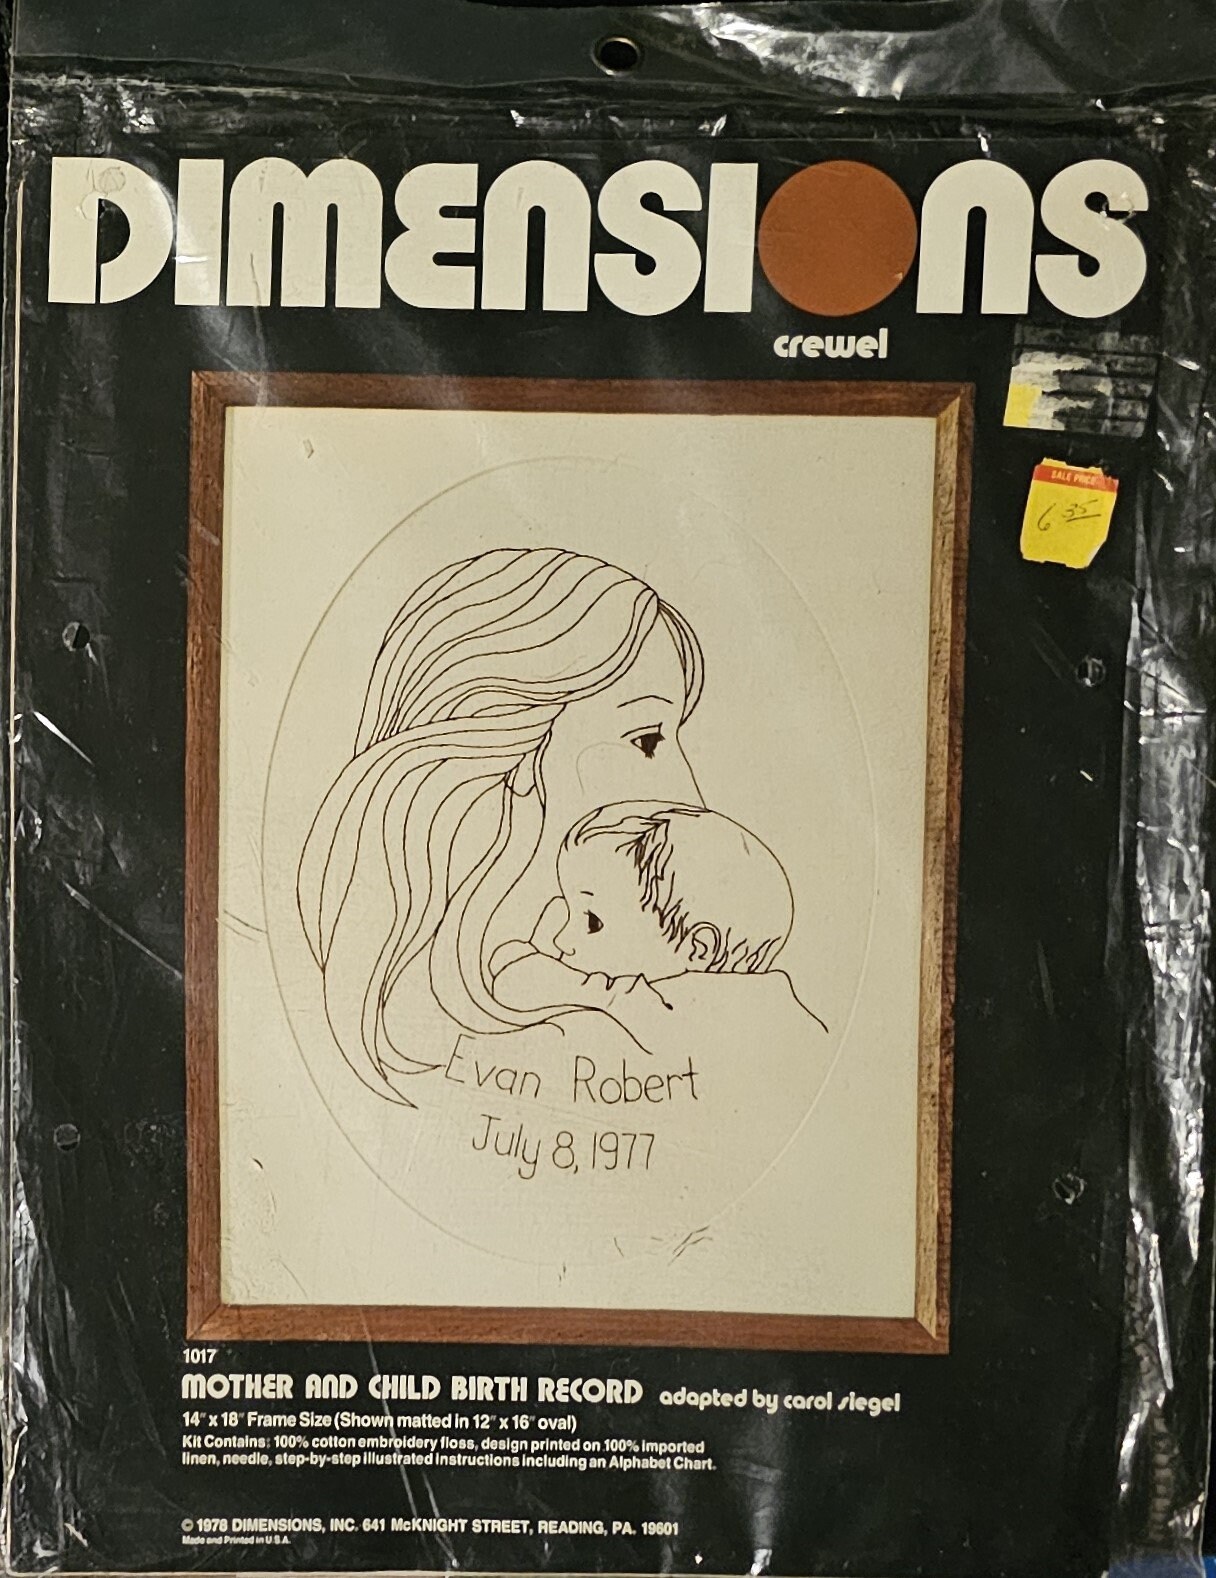 DIMENSIONS
crewel
SALE PRICE
6 35
Evan Robert
July 8, 1977
1017
MOTHER AND CHILD BIRTH RECORD adapted by carol siegel
14" x 18" Frame Size (Shown matted in 12" x 16" oval)
Kit Contains: 100% cotton embroidery floss, design printed on 100% imported
linen, needle, step-by-step illustrated instructions including an Alphabet Chart.
© 1978 DIMENSIONS, INC. 641 McKNIGHT STREET, READING, PA. 19601
Made and Printed in U.S.A.